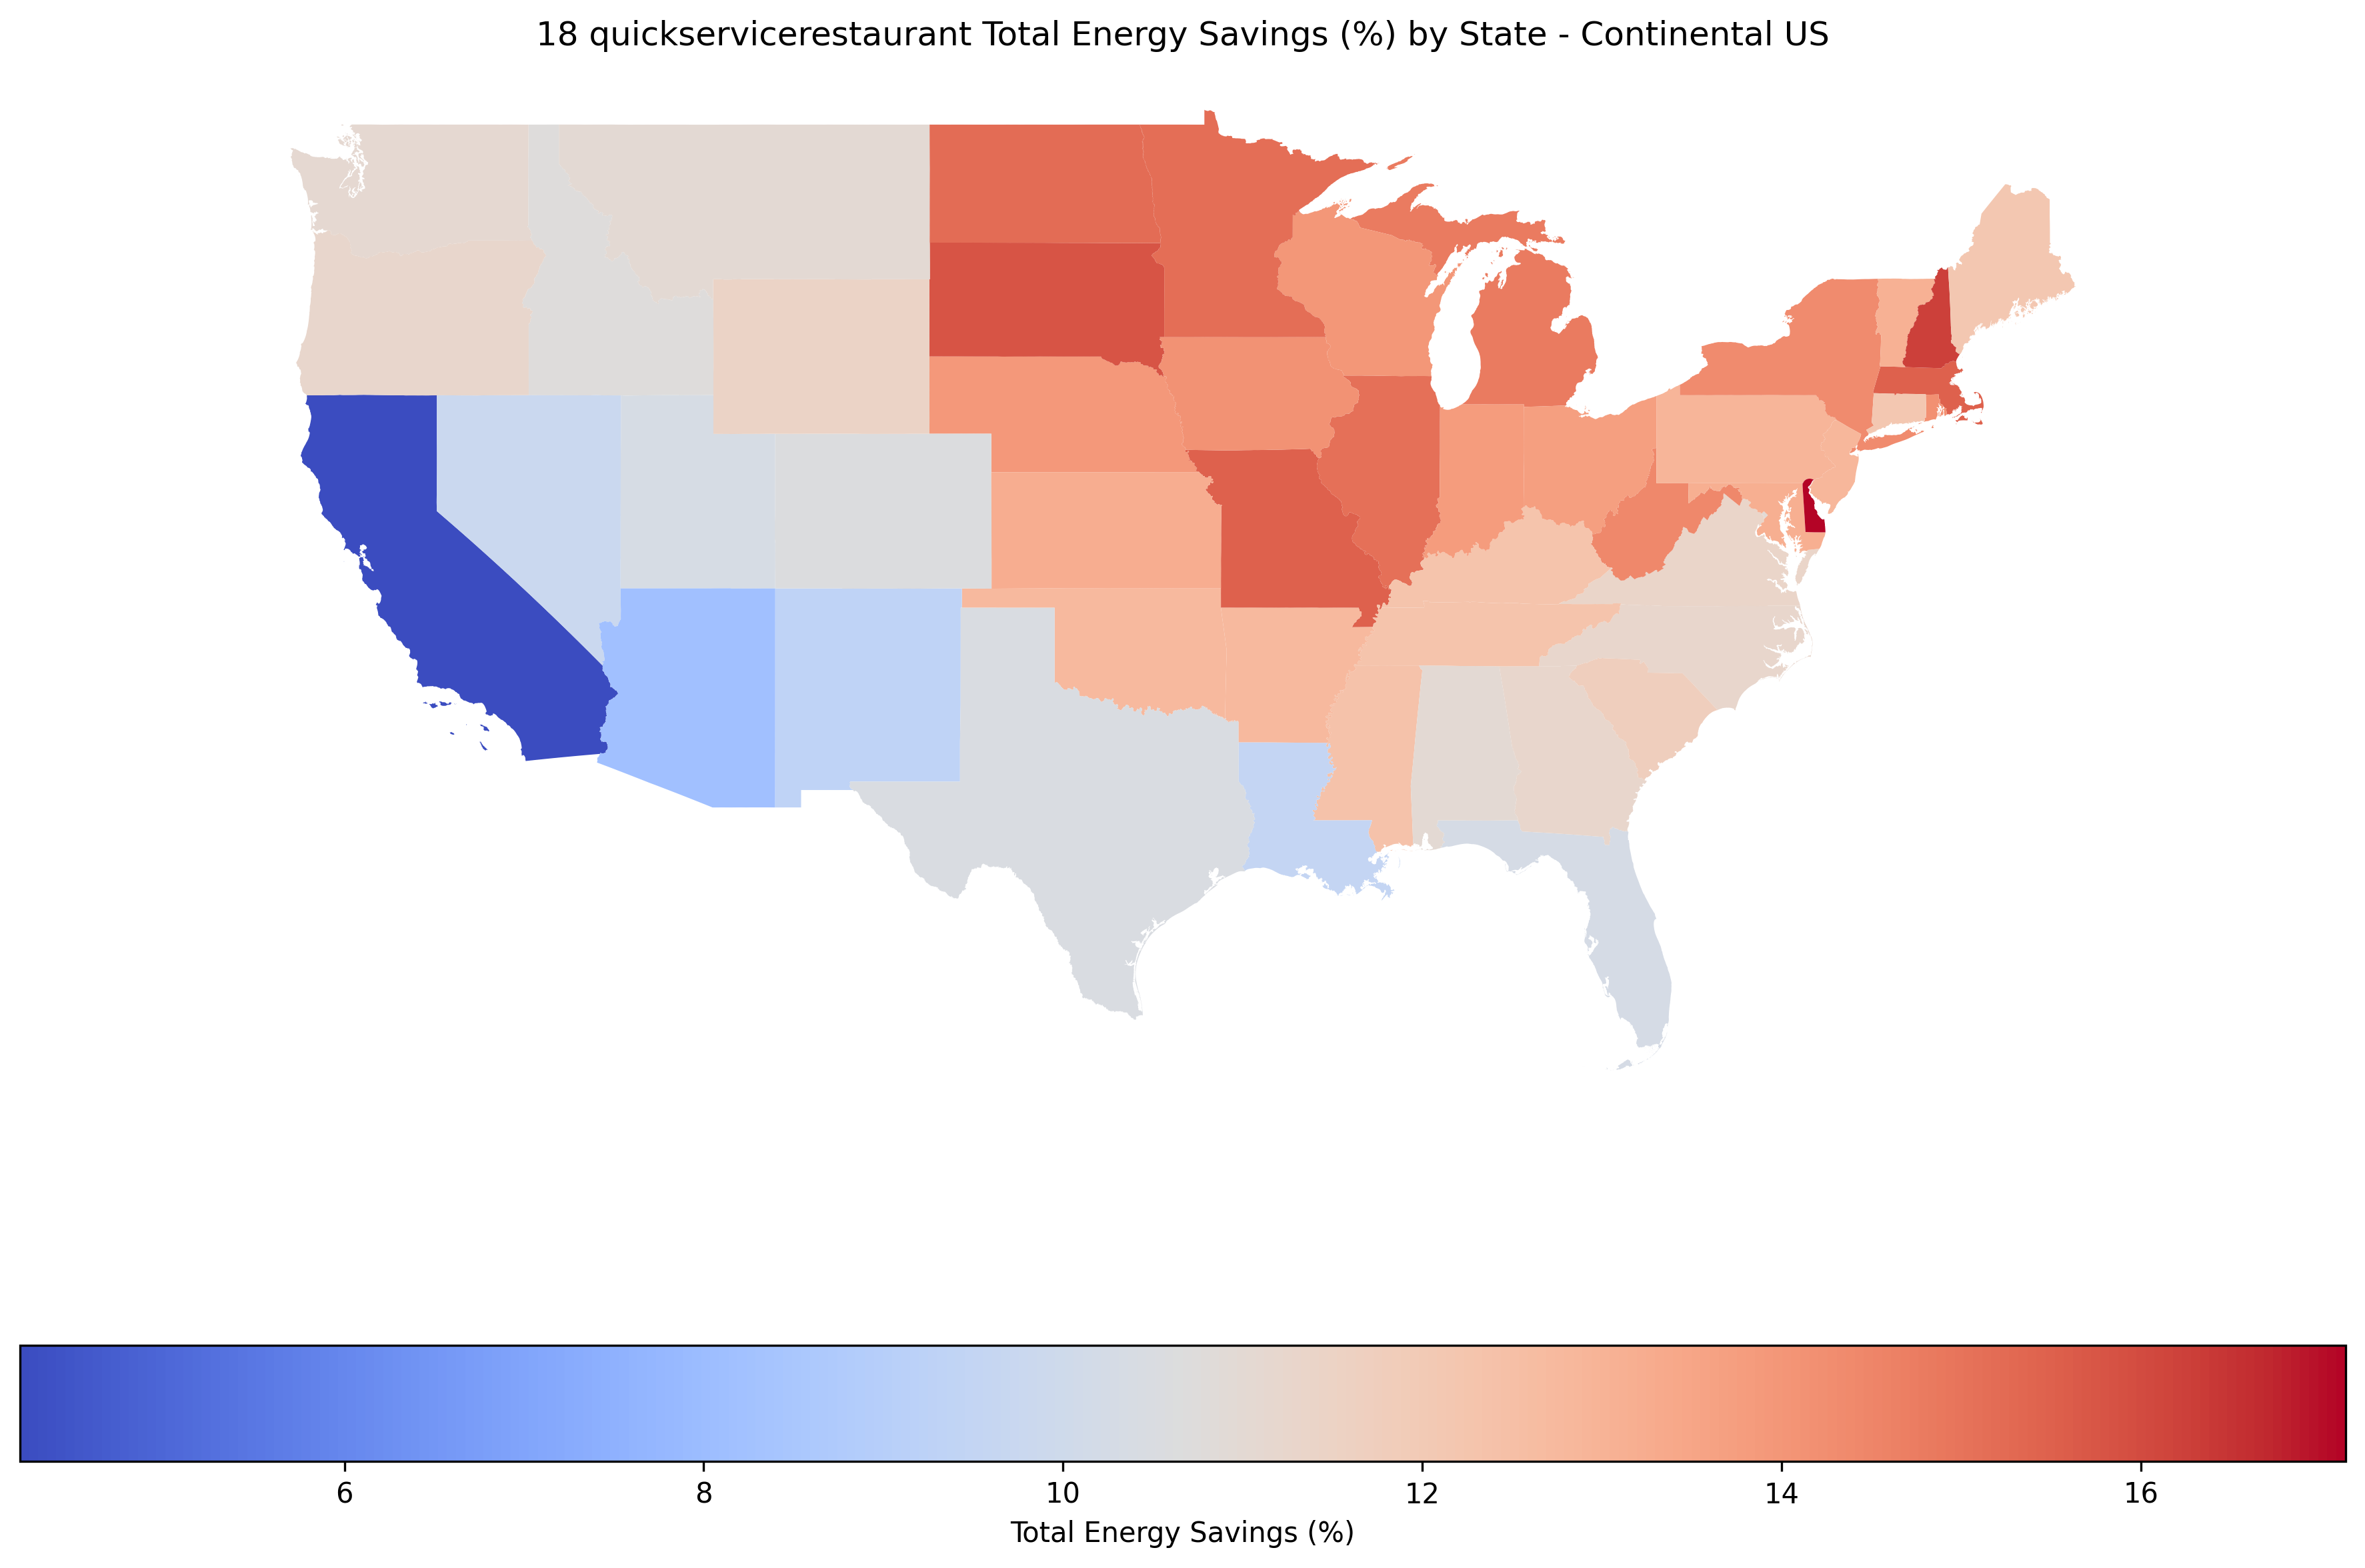 18 quickservicerestaurant Total Energy Savings (%) by State - Continental US
6 8 10 12 14 16
Total Energy Savings (%)